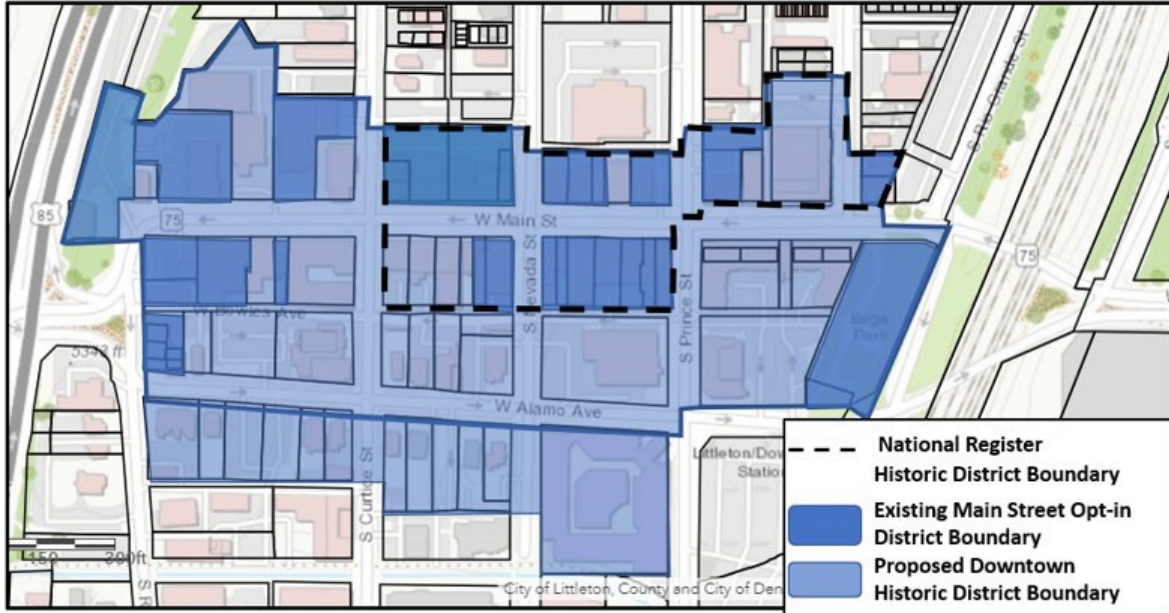 S Rio Grande St
85
75
W Main St
75
S Nevada St
S Prince St
Bega
Park
W Bowles Ave
5343 ft
W Alamo Ave
S Curtice St
Littleton/Dow
Station
150 300ft
S R
City of Littleton, County and City of Den
National Register
Historic District Boundary
Existing Main Street Opt-in
District Boundary
Proposed Downtown
Historic District Boundary